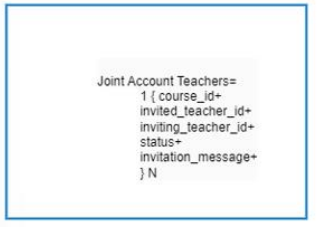 Joint Account Teachers=
1 { course_id+
invited_teacher_id+
inviting_teacher_id+
status+
invitation_message+
} N